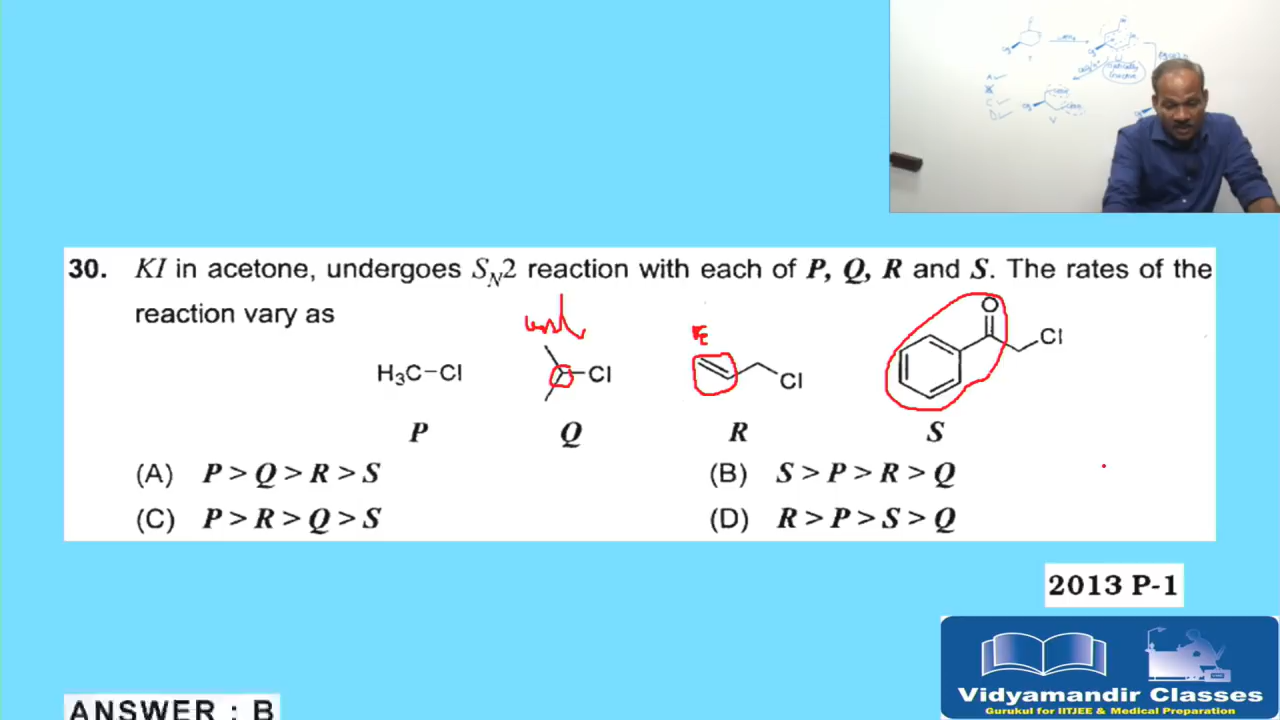 30. KI in acetone, undergoes SN2 reaction with each of P, Q, R and S. The rates of the
reaction vary as
H3C–Cl
Cl
Cl
O
Cl
P
Q
R
S
(A) P > Q > R > S
(B) S > P > R > Q
(C) P > R > Q > S
(D) R > P > S > Q
2013 P-1
Vidyamandir Classes
Gurukul for IITJEE & Medical Preparation
ANSWER : B